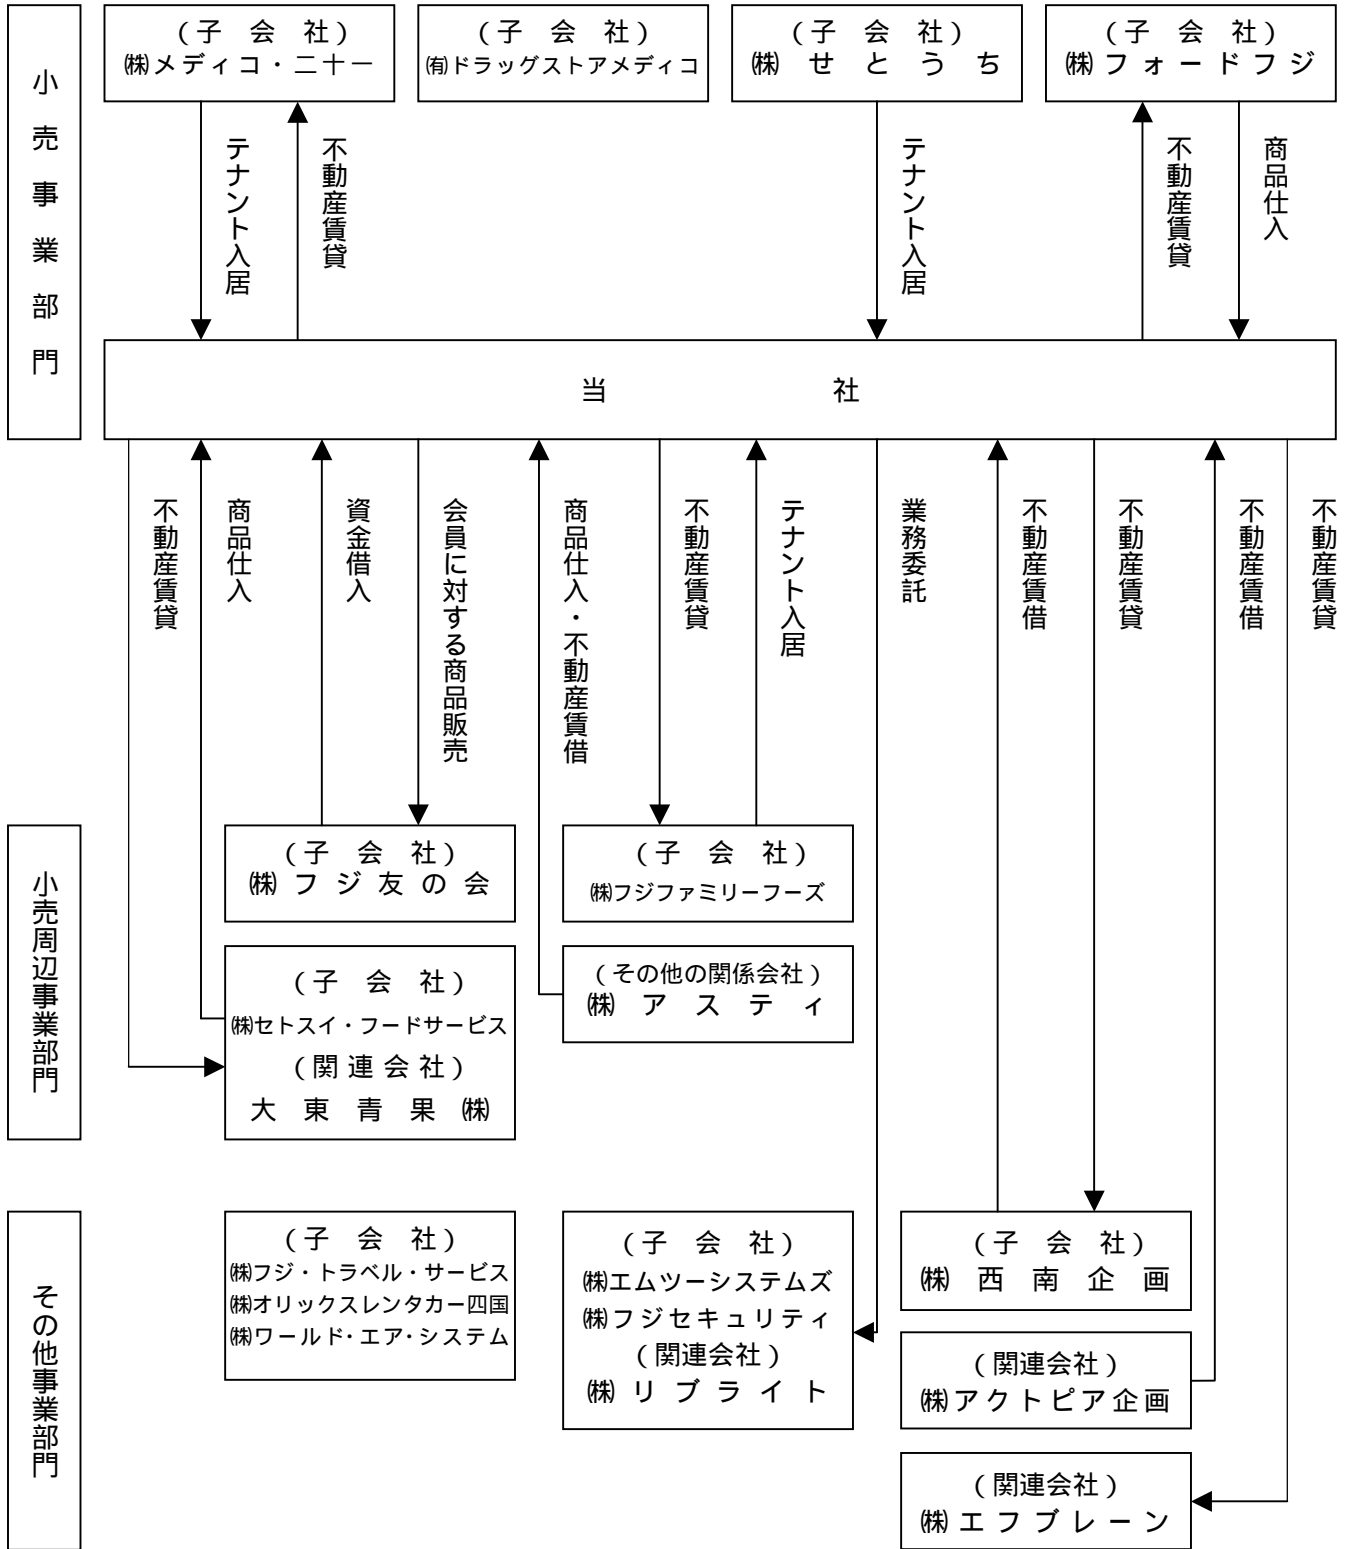 小売事業部門
（子会社）
㈱メディコ・二十一
（子会社）
㈲ドラッグストアメディコ
（子会社）
㈱せとうち
（子会社）
㈱フォードフジ
テナント入居
不動産賃貸
テナント入居
不動産賃貸
商品仕入
当社
不動産賃貸
商品仕入
資金借入
会員に対する商品販売
商品仕入・不動産賃借
不動産賃貸
テナント入居
業務委託
不動産賃借
不動産賃貸
不動産賃借
不動産賃貸
小売周辺事業部門
（子会社）
㈱フジ友の会
（子会社）
㈱フジファミリーフーズ
（子会社）
㈱セトスイ・フードサービス
（関連会社）
大東青果㈱
（その他の関係会社）
㈱アスティ
その他事業部門
（子会社）
㈱フジ・トラベル・サービス
㈱オリックスレンタカー四国
㈱ワールド・エア・システム
（子会社）
㈱エムツーシステムズ
㈱フジセキュリティ
（関連会社）
㈱リブライト
（子会社）
㈱西南企画
（関連会社）
㈱アクトピア企画
（関連会社）
㈱エフブレーン